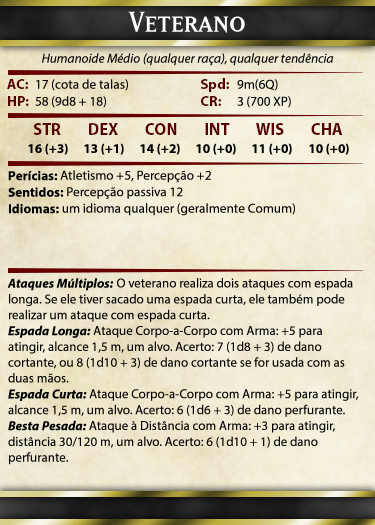 VETERANO
Humanoide Médio (qualquer raça), qualquer tendência
AC: 17 (cota de talas) Spd: 9m(6Q)
HP: 58 (9d8 + 18) CR: 3 (700 XP)
STR DEX CON INT WIS CHA
16 (+3) 13 (+1) 14 (+2) 10 (+0) 11 (+0) 10 (+0)
Perícias: Atletismo +5, Percepção +2
Sentidos: Percepção passiva 12
Idiomas: um idioma qualquer (geralmente Comum)
Ataques Múltiplos: O veterano realiza dois ataques com espada
longa. Se ele tiver sacado uma espada curta, ele também pode
realizar um ataque com espada curta.
Espada Longa: Ataque Corpo-a-Corpo com Arma: +5 para
atingir, alcance 1,5 m, um alvo. Acerto: 7 (1d8 + 3) de dano
cortante, ou 8 (1d10 + 3) de dano cortante se for usada com as
duas mãos.
Espada Curta: Ataque Corpo-a-Corpo com Arma: +5 para atingir,
alcance 1,5 m, um alvo. Acerto: 6 (1d6 + 3) de dano perfurante.
Besta Pesada: Ataque à Distância com Arma: +3 para atingir,
distância 30/120 m, um alvo. Acerto: 6 (1d10 + 1) de dano
perfurante.